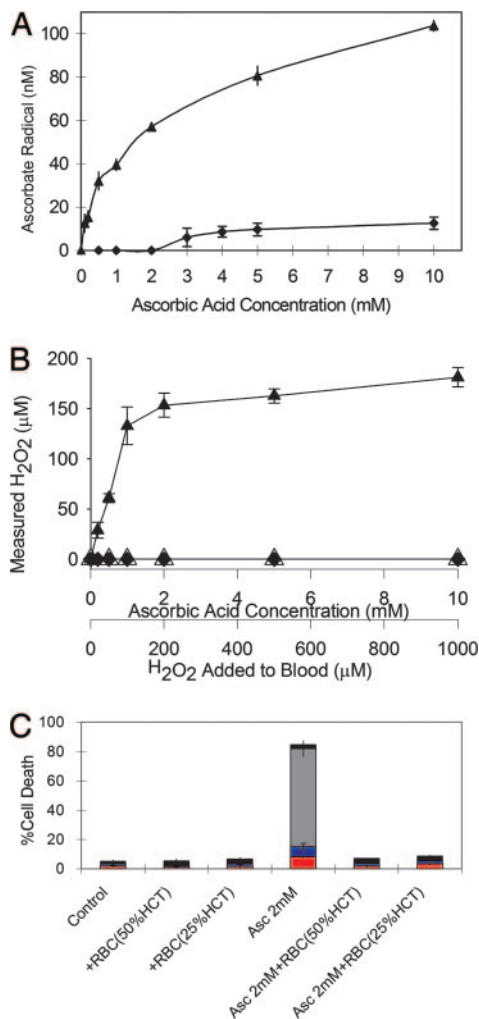 A
Ascorbate Radical (nM)
100
80
60
40
20
0
0 1 2 3 4 5 6 7 8 9 10
Ascorbic Acid Concentration (mM)
B
Measured H2O2 (μM)
200
150
100
50
0
0 2 4 6 8 10
Ascorbic Acid Concentration (mM)
0 200 400 600 800 1000
H2O2 Added to Blood (μM)
C
%Cell Death
100
80
60
40
20
0
Control
+RBC(50%HCT)
+RBC(25%HCT)
Asc 2mM
Asc 2mM+RBC(50%HCT)
Asc 2mM+RBC(25%HCT)